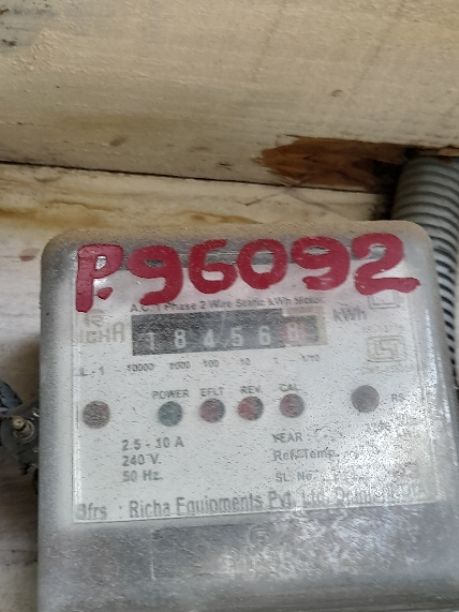 P.96092
A.C. 1 Phase 2 Wire Static kWh Meter
RICHA
18456 kWh
10000 1000 100 10 1 1/10
POWER EFLT REV. CAL
2.5 - 10 A
YEAR :
240 V.
Ref. Temp.
50 Hz.
SL. No.
Mfrs : Richa Equipments Pvt. Ltd.